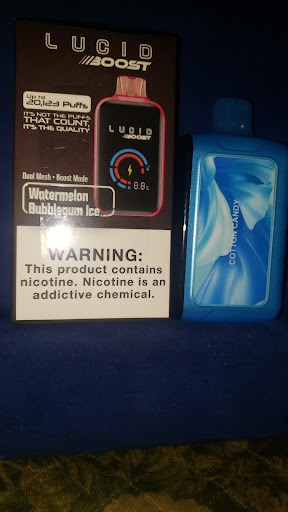 LUCID
BOOST
Up to
20,123 Puffs
IT'S NOT THE PUFFS
THAT COUNT,
IT'S THE QUALITY
LUCID
BOOST
8.8s
Dual Mesh + Boost Mode
Watermelon
Bubblegum Ice
WARNING:
This product contains
nicotine. Nicotine is an
addictive chemical.
COTTON CANDY